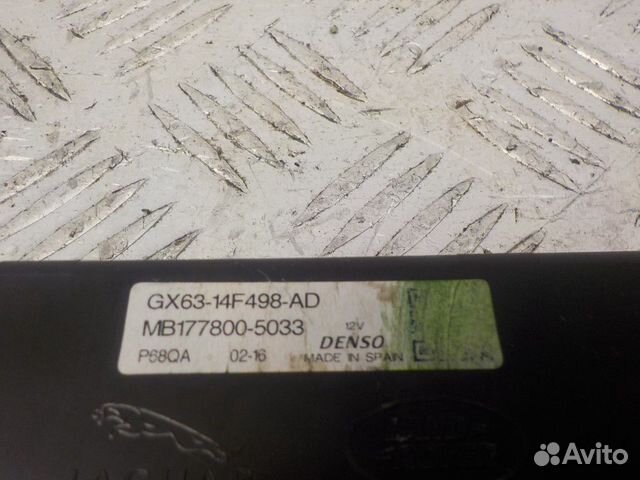 GX63-14F498-AD
MB177800-5033
12V
DENSO
P68QA 02-16 MADE IN SPAIN
Avito